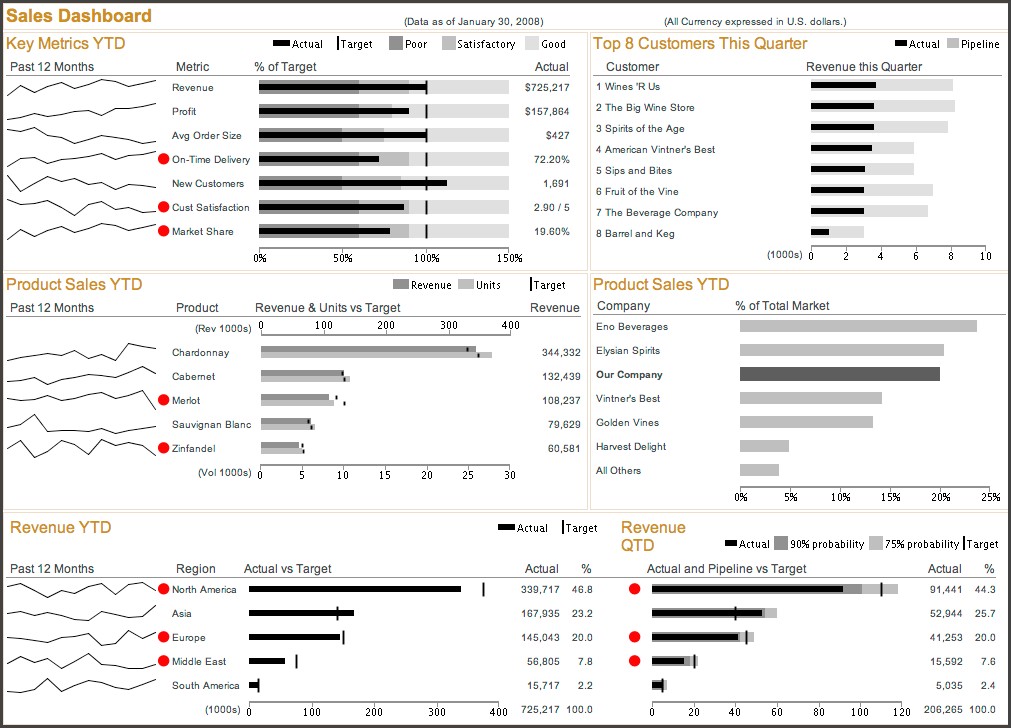 Sales Dashboard
(Data as of January 30, 2008)
(All Currency expressed in U.S. dollars.)
Key Metrics YTD
Actual Target Poor Satisfactory Good
Past 12 Months Metric % of Target Actual
Revenue $725,217
Profit $157,864
Avg Order Size $427
On-Time Delivery 72.20%
New Customers 1,691
Cust Satisfaction 2.90 / 5
Market Share 19.60%
0% 50% 100% 150%
Top 8 Customers This Quarter
Actual Pipeline
Customer Revenue this Quarter
1 Wines 'R Us
2 The Big Wine Store
3 Spirits of the Age
4 American Vintner's Best
5 Sips and Bites
6 Fruit of the Vine
7 The Beverage Company
8 Barrel and Keg
(1000s) 0 2 4 6 8 10
Product Sales YTD
Revenue Units Target
Past 12 Months Product Revenue & Units vs Target Revenue
(Rev 1000s) 0 100 200 300 400
Chardonnay 344,332
Cabernet 132,439
Merlot 108,237
Sauvignan Blanc 79,629
Zinfandel 60,581
(Vol 1000s) 0 5 10 15 20 25 30
Product Sales YTD
Company % of Total Market
Eno Beverages
Elysian Spirits
Our Company
Vintner's Best
Golden Vines
Harvest Delight
All Others
0% 5% 10% 15% 20% 25%
Revenue YTD
Actual Target
Past 12 Months Region Actual vs Target Actual %
North America 339,717 46.8
Asia 167,935 23.2
Europe 145,043 20.0
Middle East 56,805 7.8
South America 15,717 2.2
(1000s) 0 100 200 300 400 725,217 100.0
Revenue
QTD
Actual 90% probability 75% probability Target
Actual and Pipeline vs Target Actual %
91,441 44.3
52,944 25.7
41,253 20.0
15,592 7.6
5,035 2.4
0 20 40 60 80 100 120 206,265 100.0